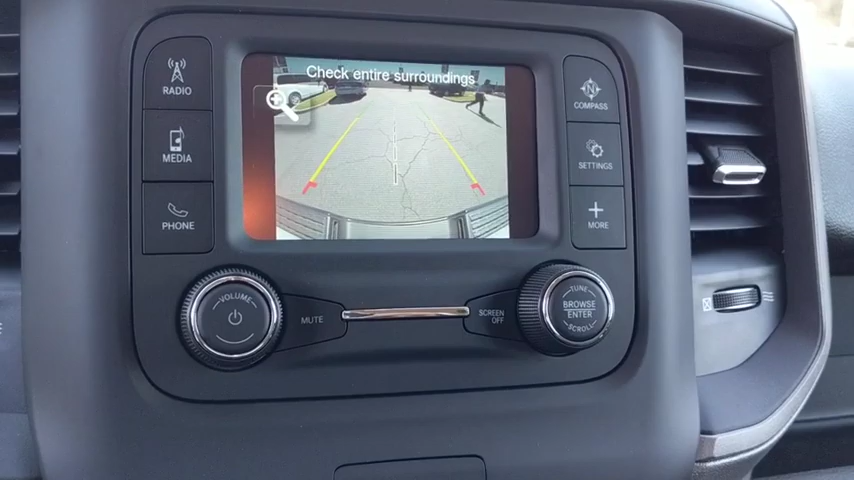 RADIO
MEDIA
PHONE
Check entire surroundings
N
COMPASS
SETTINGS
MORE
VOLUME
MUTE
SCREEN
OFF
TUNE
BROWSE
ENTER
SCROLL